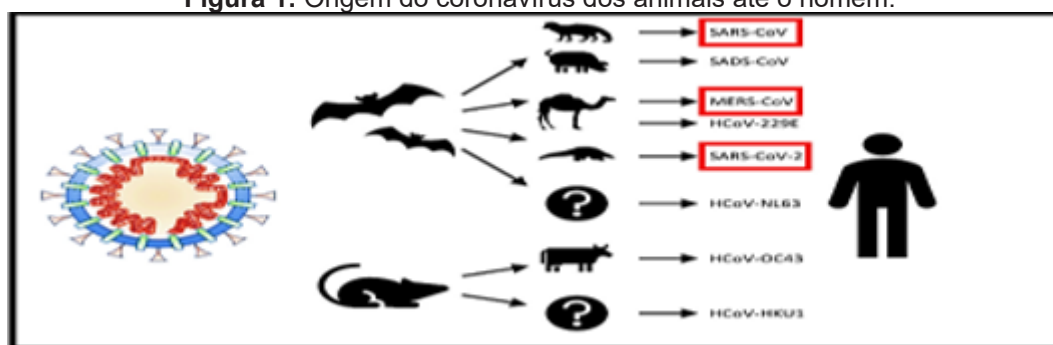 Figura 1. Origem do coronavírus dos animais até o homem.
SARS-CoV
SADS-CoV
MERS-CoV
HCoV-229E
SARS-CoV-2
?
HCoV-NL63
HCoV-OC43
?
HCoV-HKU1